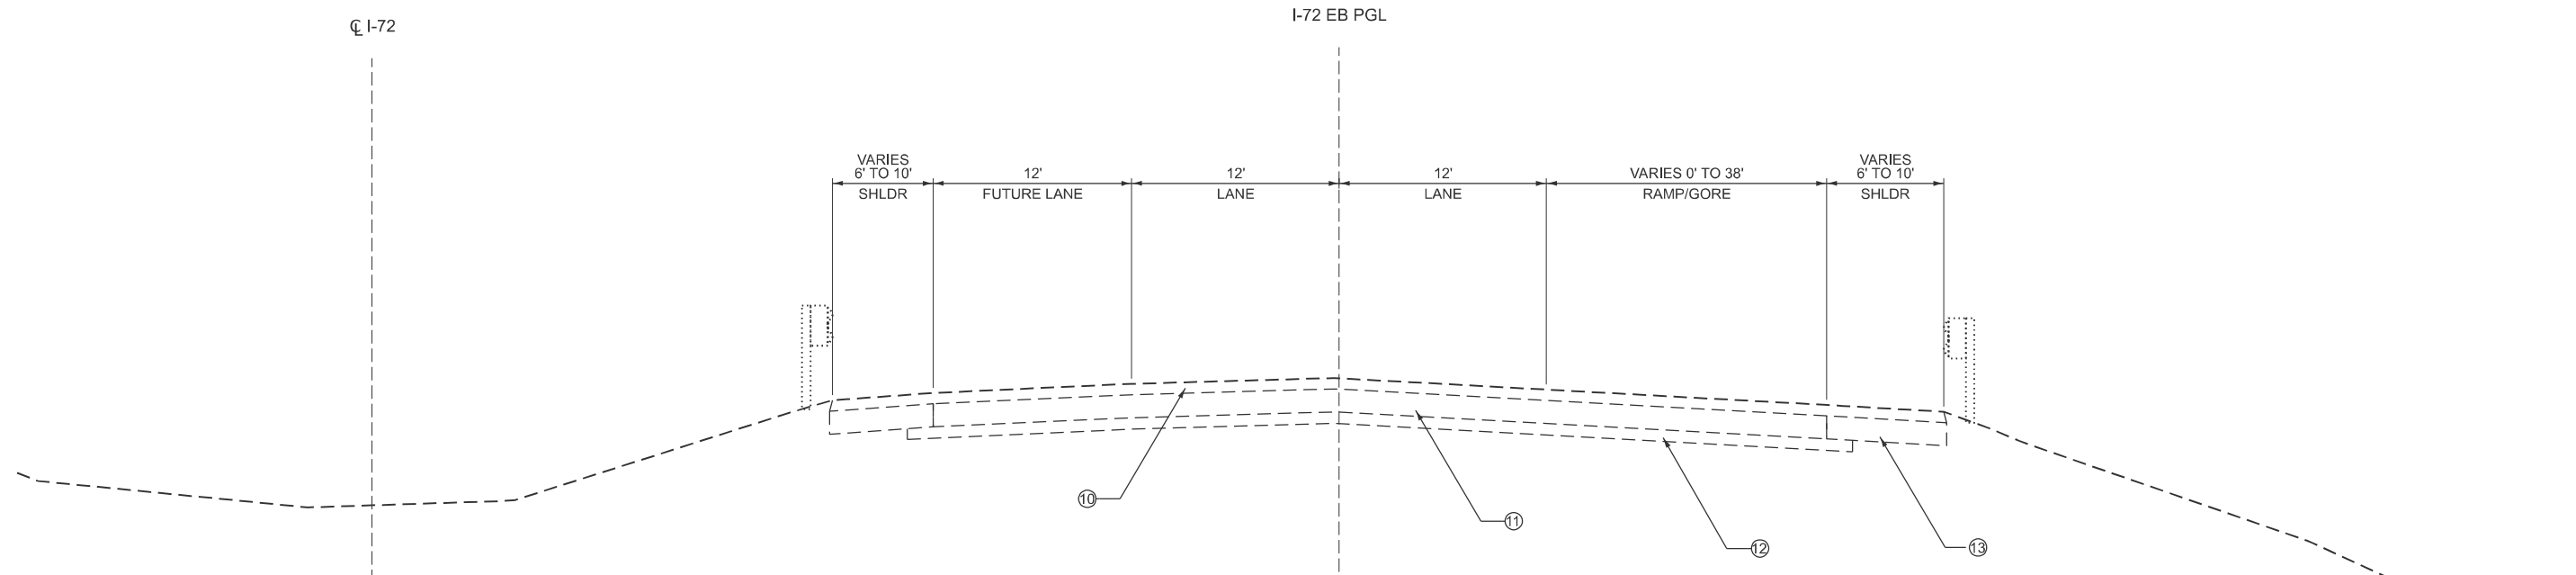 I-72 EB PGL
℄ I-72
VARIES
6' TO 10'
SHLDR
12'
FUTURE LANE
12'
LANE
12'
LANE
VARIES 0' TO 38'
RAMP/GORE
VARIES
6' TO 10'
SHLDR
10
11
12
13